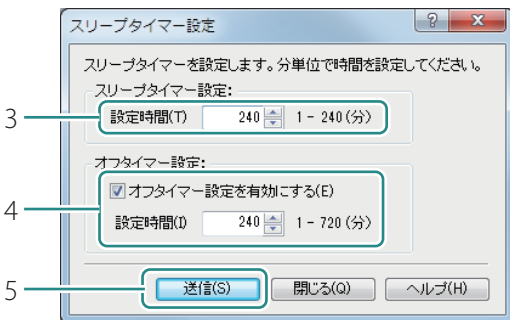 スリープタイマー設定
?
スリープタイマーを設定します。分単位で時間を設定してください。
スリープタイマー設定:
3
設定時間(T) 240 1 - 240(分)
オフタイマー設定:
4
オフタイマー設定を有効にする(E)
設定時間(I) 240 1 - 720(分)
5
送信(S) 閉じる(Q) ヘルプ(H)